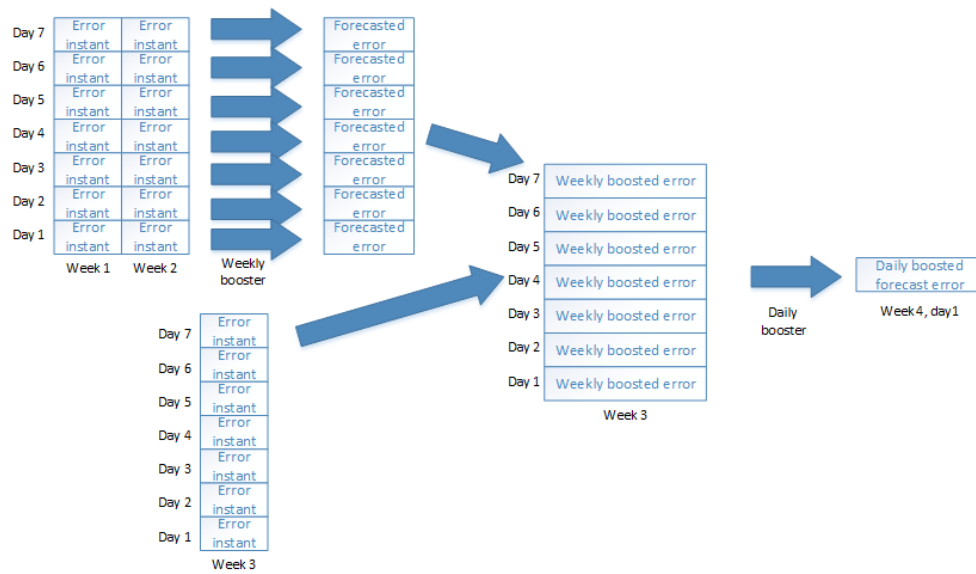 Day 7
Error
instant
Error
instant
Forecasted
error
Day 6
Error
instant
Error
instant
Forecasted
error
Day 5
Error
instant
Error
instant
Forecasted
error
Day 4
Error
instant
Error
instant
Forecasted
error
Day 3
Error
instant
Error
instant
Forecasted
error
Day 2
Error
instant
Error
instant
Forecasted
error
Day 1
Error
instant
Error
instant
Forecasted
error
Week 1
Week 2
Weekly
booster
Day 7
Error
instant
Day 6
Error
instant
Day 5
Error
instant
Day 4
Error
instant
Day 3
Error
instant
Day 2
Error
instant
Day 1
Error
instant
Week 3
Day 7
Weekly boosted error
Day 6
Weekly boosted error
Day 5
Weekly boosted error
Day 4
Weekly boosted error
Day 3
Weekly boosted error
Day 2
Weekly boosted error
Day 1
Weekly boosted error
Week 3
Daily
booster
Daily boosted
forecast error
Week 4, day1